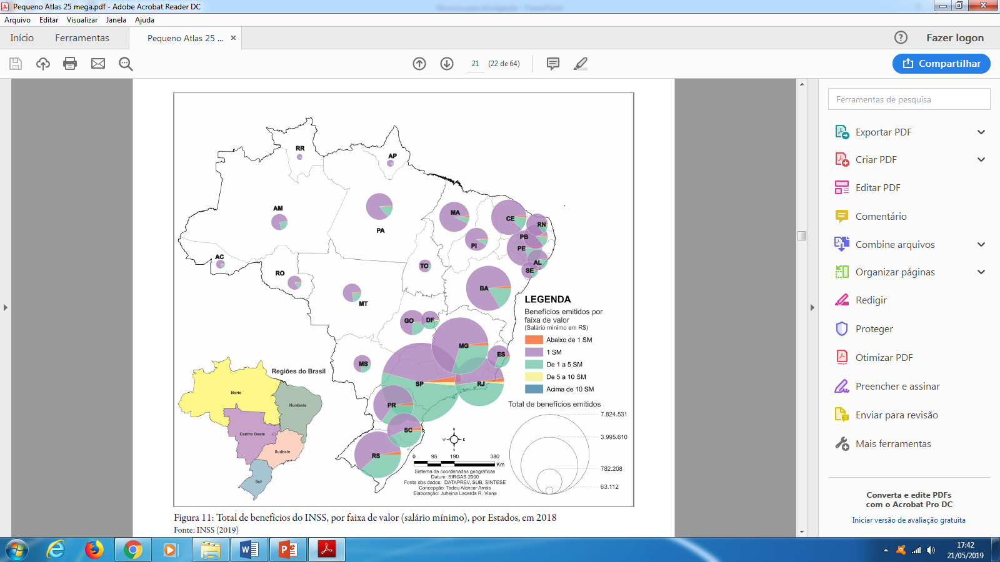 Pequeno Atlas 25 mega.pdf - Adobe Acrobat Reader DC
Arquivo Editar Visualizar Janela Ajuda
Início Ferramentas Pequeno Atlas 25 ... × Fazer logon
21 (22 de 64) Compartilhar
RR
AP
AM
PA
MA
CE
RN
PI
PB
PE
AL
SE
AC
RO
TO
BA
MT
GO
DF
MG
ES
MS
SP
RJ
PR
SC
RS
LEGENDA
Benefícios emitidos por
faixa de valor
(Salário mínimo em R$)
Abaixo de 1 SM
1 SM
De 1 a 5 SM
De 5 a 10 SM
Acima de 10 SM
Total de benefícios emitidos
7.824.531
3.995.610
782.208
63.112
Regiões do Brasil
Norte
Nordeste
Centro Oeste
Sudeste
Sul
N
W E
S
0 95 190 380
Km
Sistema de coordenadas geográficas
Datum: SIRGAS 2000
Fonte dos dados: DATAPREV, SUB, SINTESE
Concepção: Tadeu Alencar Arrais
Elaboração: Juheina Lacerda R. Viana
Figura 11: Total de benefícios do INSS, por faixa de valor (salário mínimo), por Estados, em 2018
Fonte: INSS (2019)
Ferramentas de pesquisa
Exportar PDF
Criar PDF
Editar PDF
Comentário
Combine arquivos
Organizar páginas
Redigir
Proteger
Otimizar PDF
Preencher e assinar
Enviar para revisão
Mais ferramentas
Converta e edite PDFs
com o Acrobat Pro DC
Iniciar versão de avaliação gratuita
17:42
21/05/2019